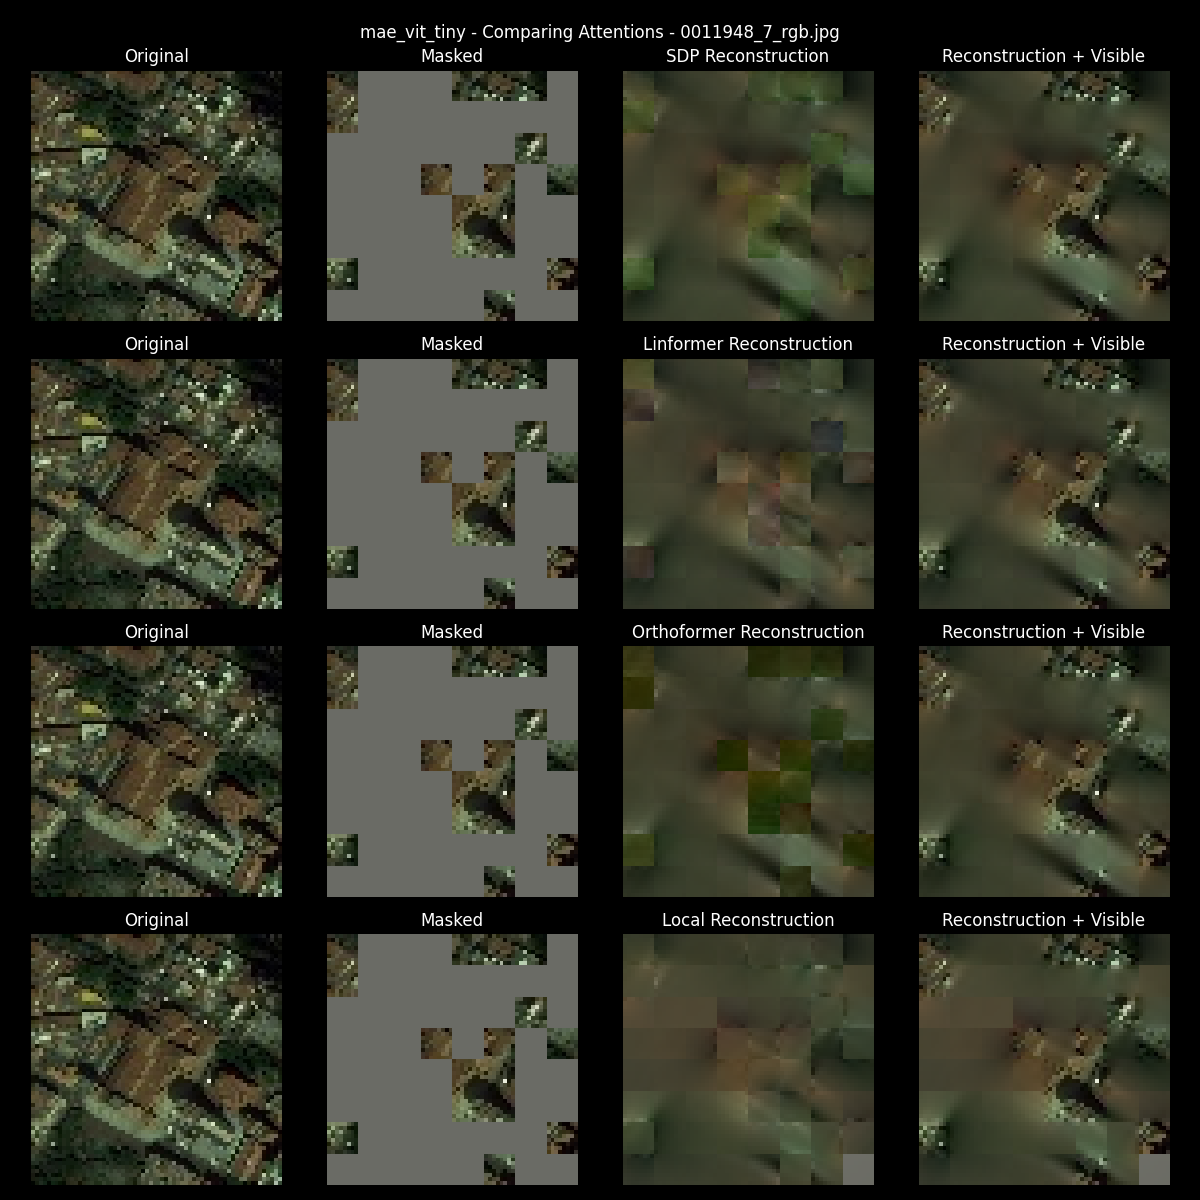 mae_vit_tiny - Comparing Attentions - 0011948_7_rgb.jpg
Original Masked SDP Reconstruction Reconstruction + Visible
Original Masked Linformer Reconstruction Reconstruction + Visible
Original Masked Orthoformer Reconstruction Reconstruction + Visible
Original Masked Local Reconstruction Reconstruction + Visible